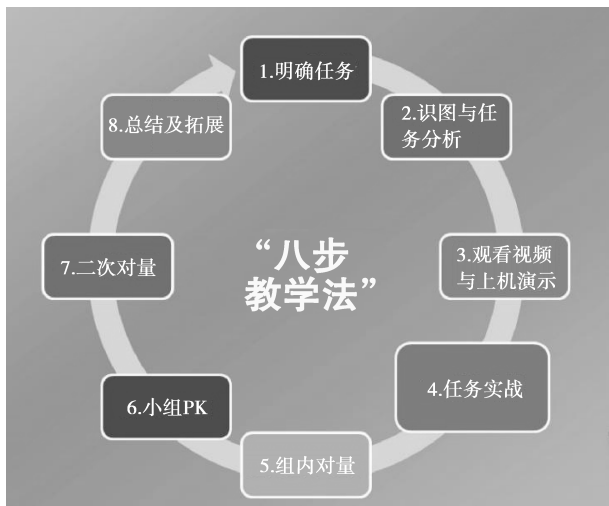 1.明确任务
2.识图与任
务分析
3.观看视频
与上机演示
4.任务实战
5.组内对量
6.小组PK
7.二次对量
8.总结及拓展
“八步
教学法”